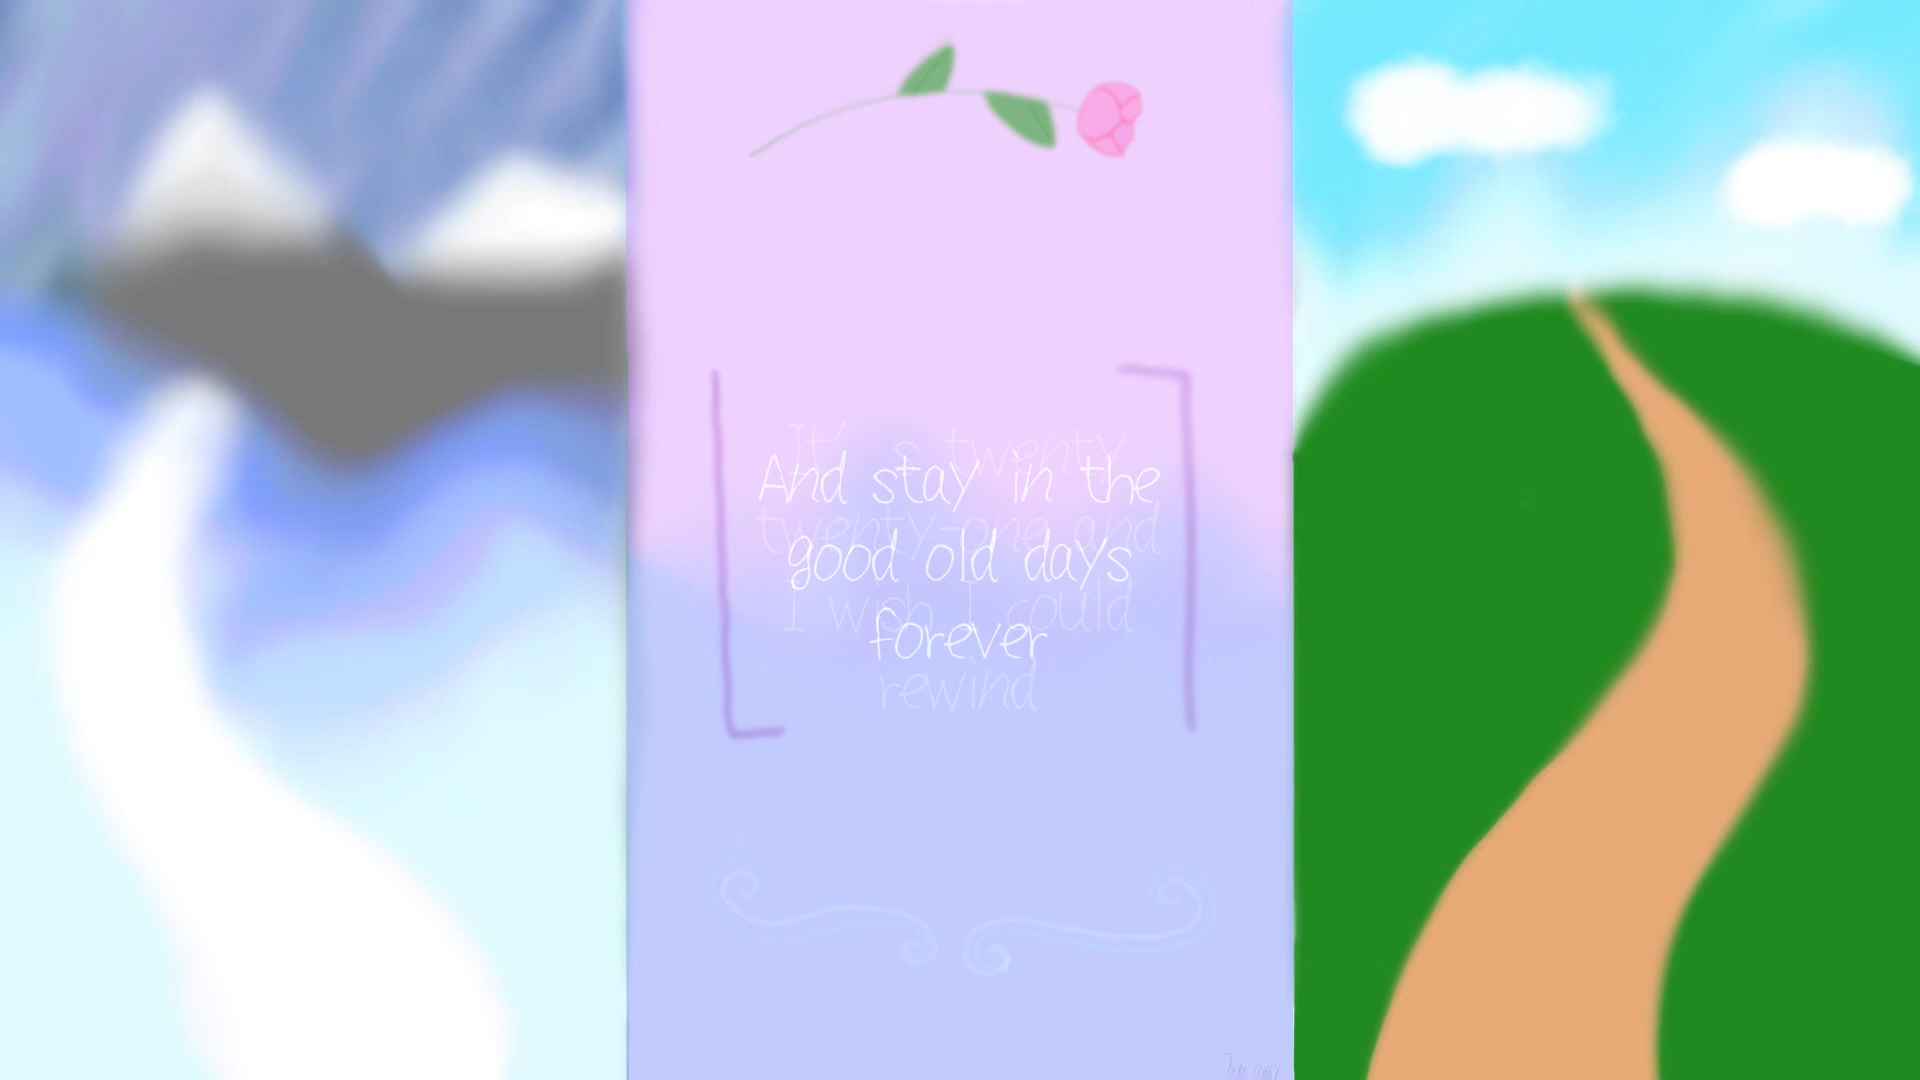 It's twenty
twenty-one and
I wish I could
rewind
And stay in the
good old days
forever